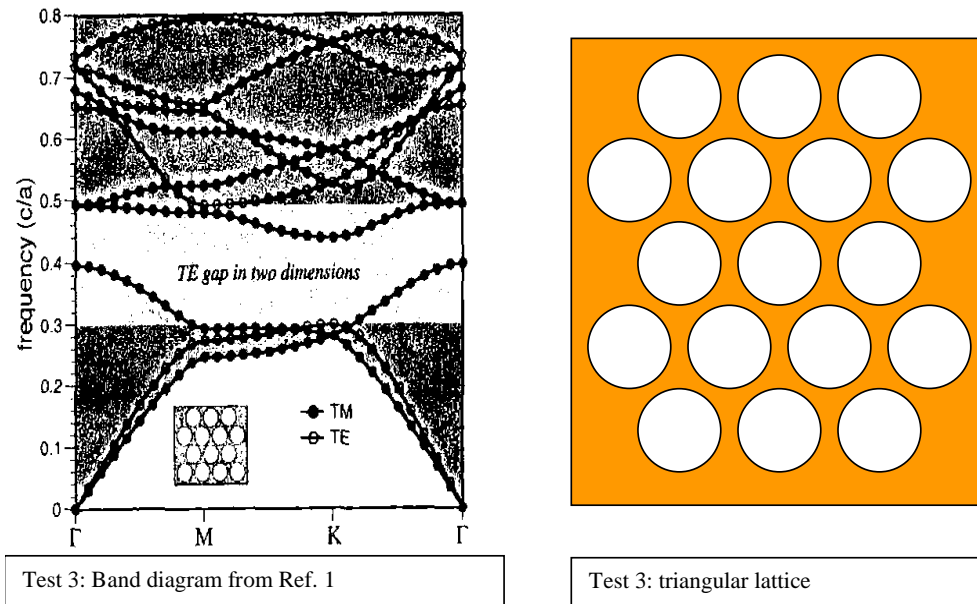 0.8
0.7
0.6
0.5
0.4
0.3
0.2
0.1
0
frequency (c/a)
TE gap in two dimensions
TM
TE
Γ M K Γ
Test 3: Band diagram from Ref. 1
Test 3: triangular lattice